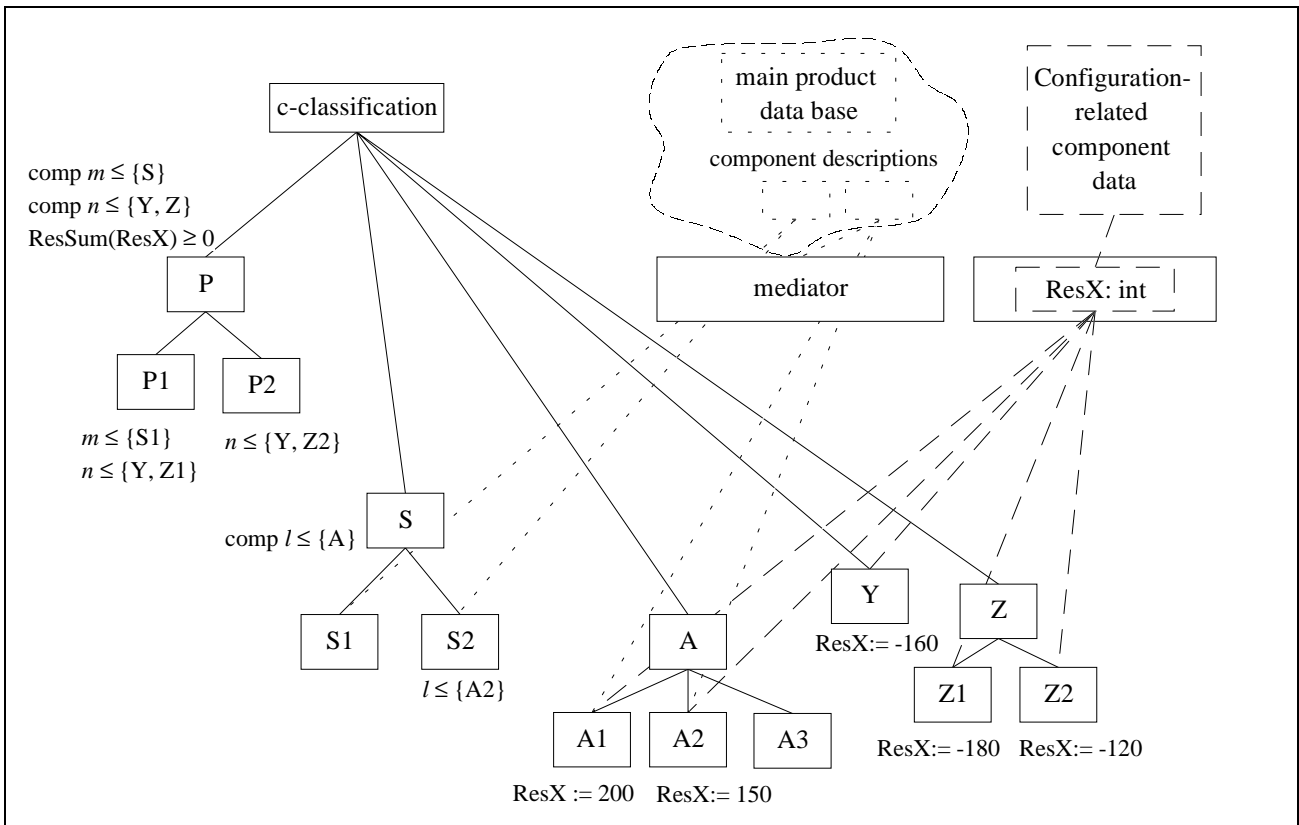 main product
data base
component descriptions
Configuration-
related
component
data
c-classification
comp m ≤ {S}
comp n ≤ {Y, Z}
ResSum(ResX) ≥ 0
P
mediator
ResX: int
P1
P2
m ≤ {S1}
n ≤ {Y, Z1}
n ≤ {Y, Z2}
S
comp l ≤ {A}
S1
S2
l ≤ {A2}
A
Y
ResX:= -160
Z
Z1
Z2
A1
A2
A3
ResX:= -180
ResX:= -120
ResX := 200
ResX:= 150